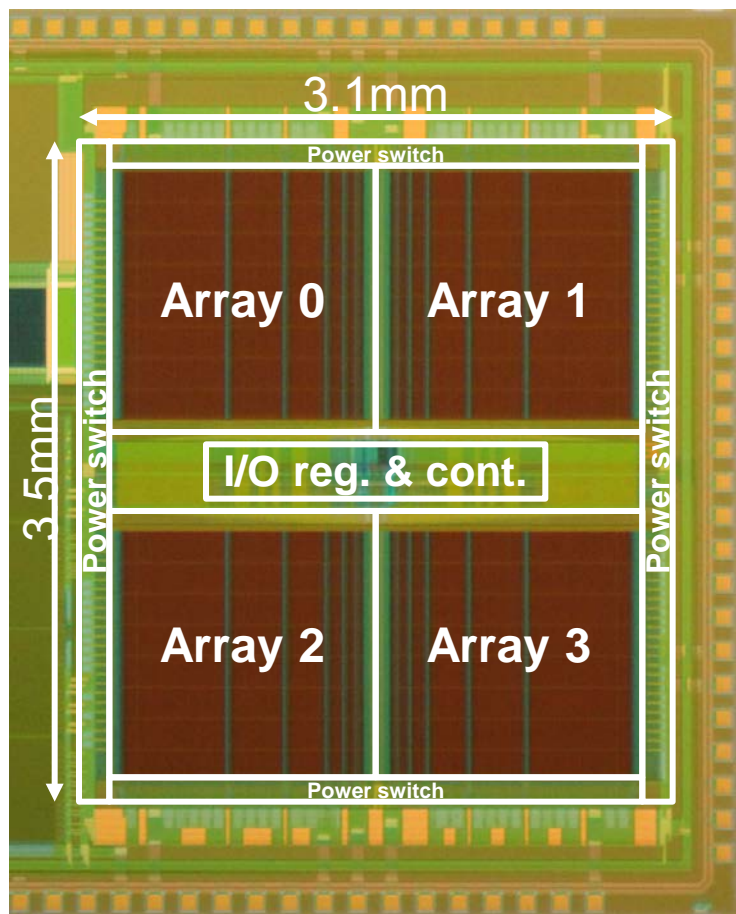 3.1mm
Power switch
Array 0
Array 1
Power switch
3.5mm
Power switch
I/O reg. & cont.
Array 2
Array 3
Power switch